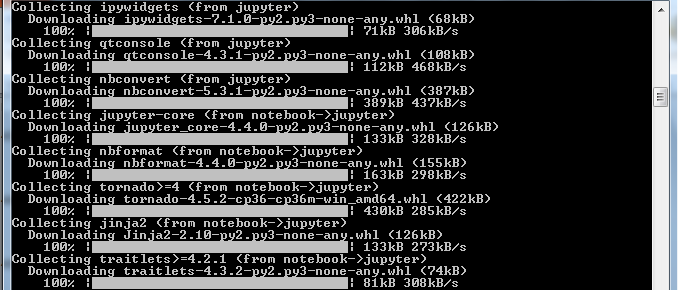 Collecting ipywidgets (from jupyter)
Downloading ipywidgets-7.1.0-py2.py3-none-any.whl (68kB)
100% |████████████████████████████████| 71kB 306kB/s
Collecting qtconsole (from jupyter)
Downloading qtconsole-4.3.1-py2.py3-none-any.whl (108kB)
100% |████████████████████████████████| 112kB 468kB/s
Collecting nbconvert (from jupyter)
Downloading nbconvert-5.3.1-py2.py3-none-any.whl (387kB)
100% |████████████████████████████████| 389kB 437kB/s
Collecting jupyter-core (from notebook->jupyter)
Downloading jupyter_core-4.4.0-py2.py3-none-any.whl (126kB)
100% |████████████████████████████████| 133kB 328kB/s
Collecting nbformat (from notebook->jupyter)
Downloading nbformat-4.4.0-py2.py3-none-any.whl (155kB)
100% |████████████████████████████████| 163kB 298kB/s
Collecting tornado>=4 (from notebook->jupyter)
Downloading tornado-4.5.2-cp36-cp36m-win_amd64.whl (422kB)
100% |████████████████████████████████| 430kB 285kB/s
Collecting jinja2 (from notebook->jupyter)
Downloading Jinja2-2.10-py2.py3-none-any.whl (126kB)
100% |████████████████████████████████| 133kB 273kB/s
Collecting traitlets>=4.2.1 (from notebook->jupyter)
Downloading traitlets-4.3.2-py2.py3-none-any.whl (74kB)
100% |████████████████████████████████| 81kB 308kB/s